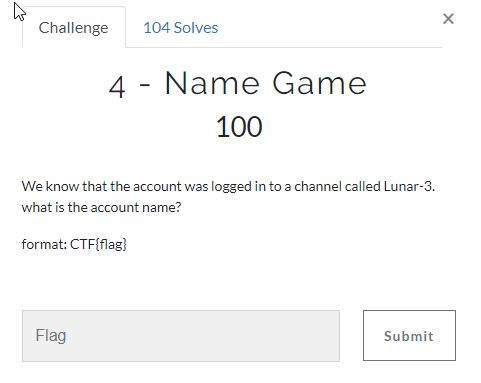 Challenge
104 Solves
×
4 - Name Game
100
We know that the account was logged in to a channel called Lunar-3.
what is the account name?
format: CTF{flag}
Flag
Submit